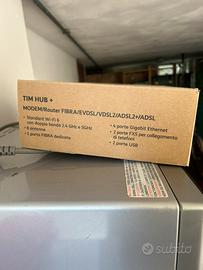 TIM HUB +
MODEM/Router FIBRA/EVDSL/VDSL2/ADSL2+/ADSL
• Standard Wi-Fi 6
con doppia banda 2.4 GHz e 5GHz
• 6 antenne
• 1 porta FIBRA dedicata
• 4 porte Gigabit Ethernet
• 2 porte FXS per collegamento
di telefoni
• 2 porte USB
subito